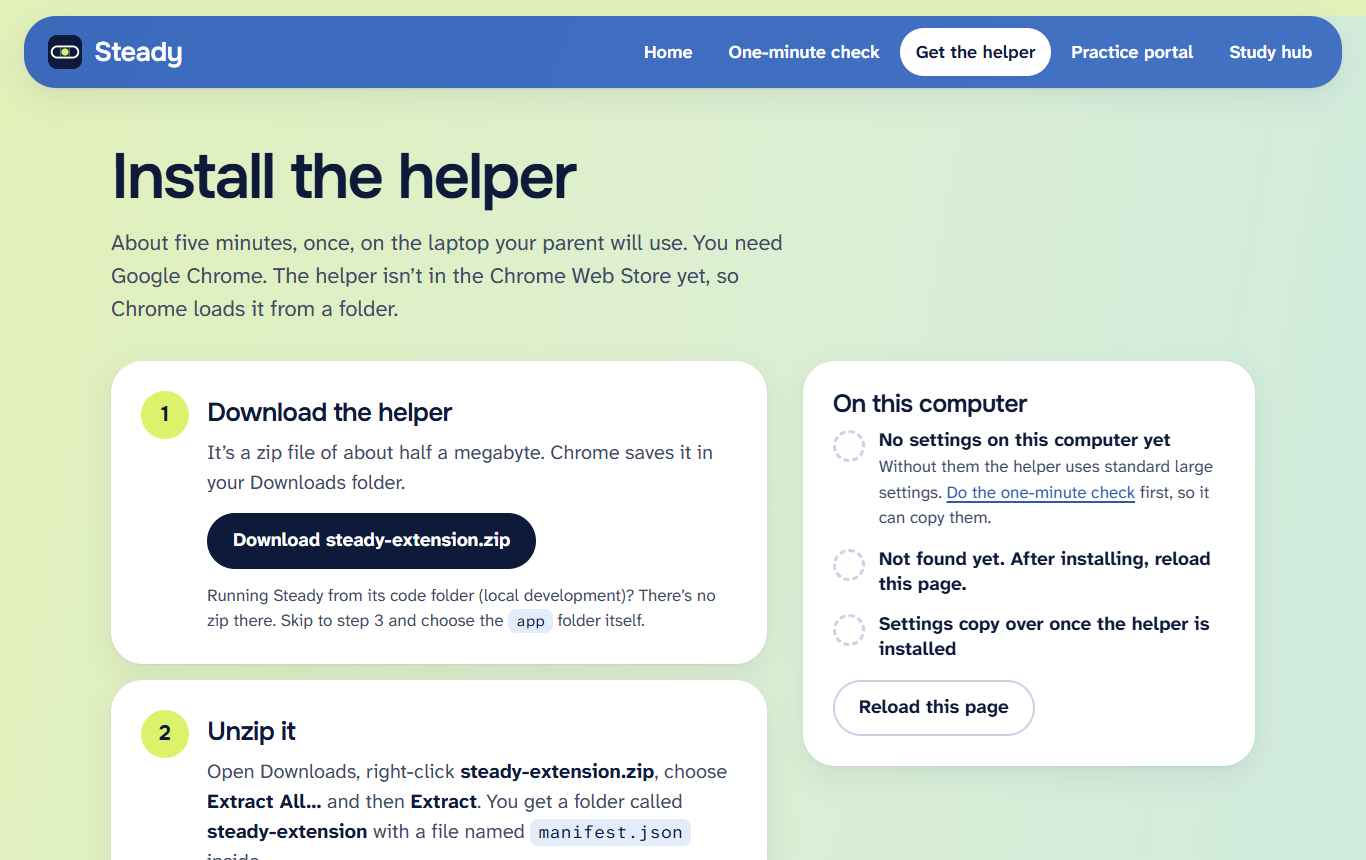 Steady
Home
One-minute check
Get the helper
Practice portal
Study hub
Install the helper
About five minutes, once, on the laptop your parent will use. You need
Google Chrome. The helper isn’t in the Chrome Web Store yet, so
Chrome loads it from a folder.
1
Download the helper
It’s a zip file of about half a megabyte. Chrome saves it in
your Downloads folder.
Download steady-extension.zip
Running Steady from its code folder (local development)? There’s no
zip there. Skip to step 3 and choose the app folder itself.
2
Unzip it
Open Downloads, right-click steady-extension.zip, choose
Extract All… and then Extract. You get a folder called
steady-extension with a file named manifest.json
inside.
On this computer
No settings on this computer yet
Without them the helper uses standard large
settings. Do the one-minute check first, so it
can copy them.
Not found yet. After installing, reload
this page.
Settings copy over once the helper is
installed
Reload this page